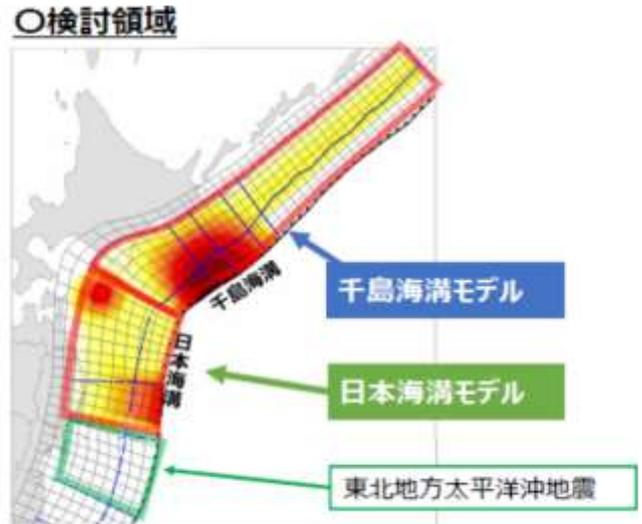 〇検討領域
千島海溝
千島海溝モデル
日本海溝
日本海溝モデル
東北地方太平洋沖地震